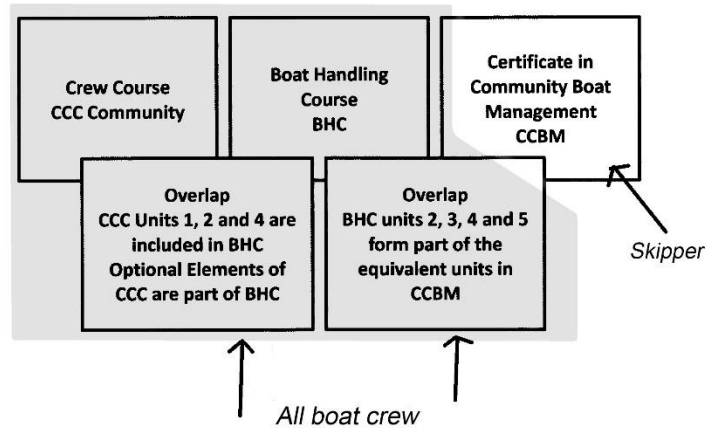 Crew Course
CCC Community
Boat Handling
Course
BHC
Certificate in
Community Boat
Management
CCBM
Overlap
CCC Units 1, 2 and 4 are
included in BHC
Optional Elements of
CCC are part of BHC
Overlap
BHC units 2, 3, 4 and 5
form part of the
equivalent units in
CCBM
Skipper
All boat crew